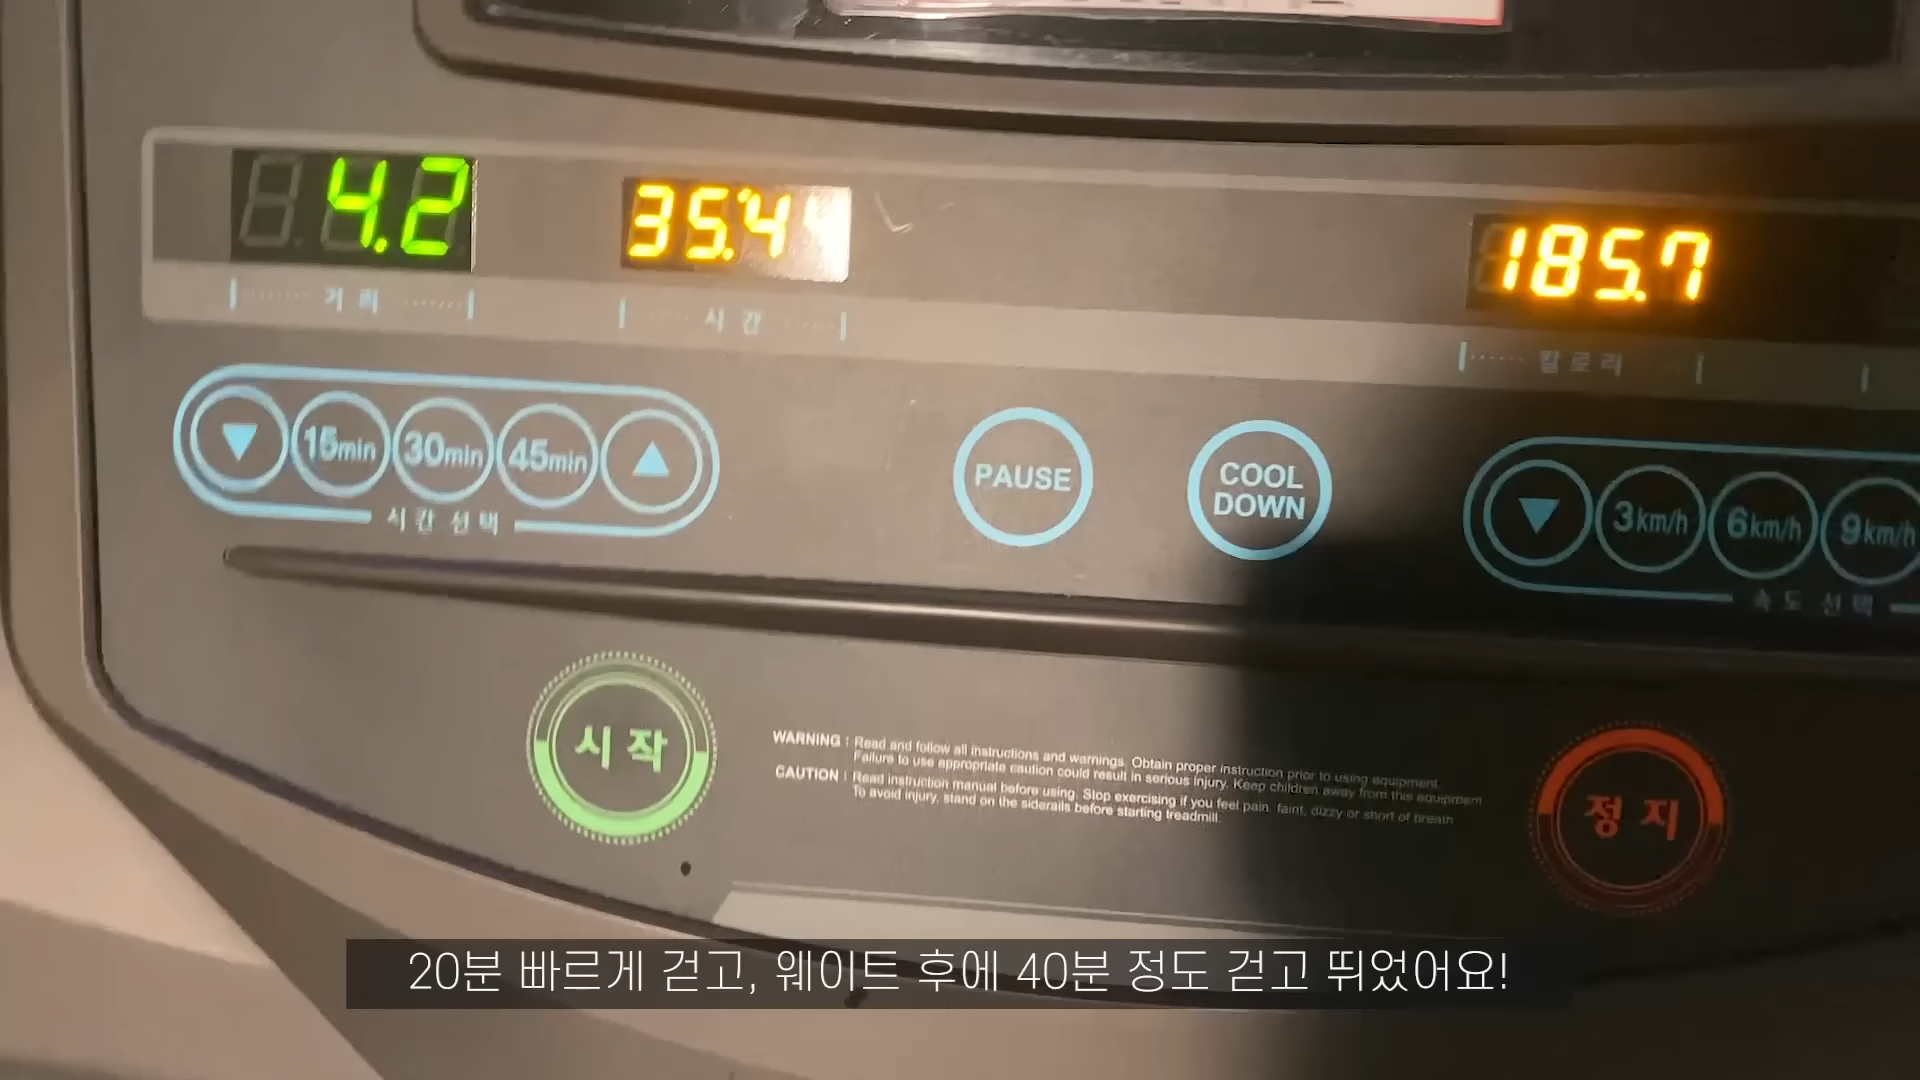 4.2
185.7
거리
시간
칼로리
15min
30min
45min
시간 선택
PAUSE
COOL
DOWN
3km/h
6km/h
9km/h
속도 선택
시작
WARNING : Read and follow all instructions and warnings. Obtain proper instruction prior to using equipment.
Failure to use appropriate caution could result in serious injury. Keep children away from this equipment
CAUTION : Read instruction manual before using. Stop exercising if you feel pain, faint, dizzy or short of breath
To avoid injury, stand on the siderails before starting treadmill.
정지
20분 빠르게 걷고, 웨이트 후에 40분 정도 걷고 뛰었어요!